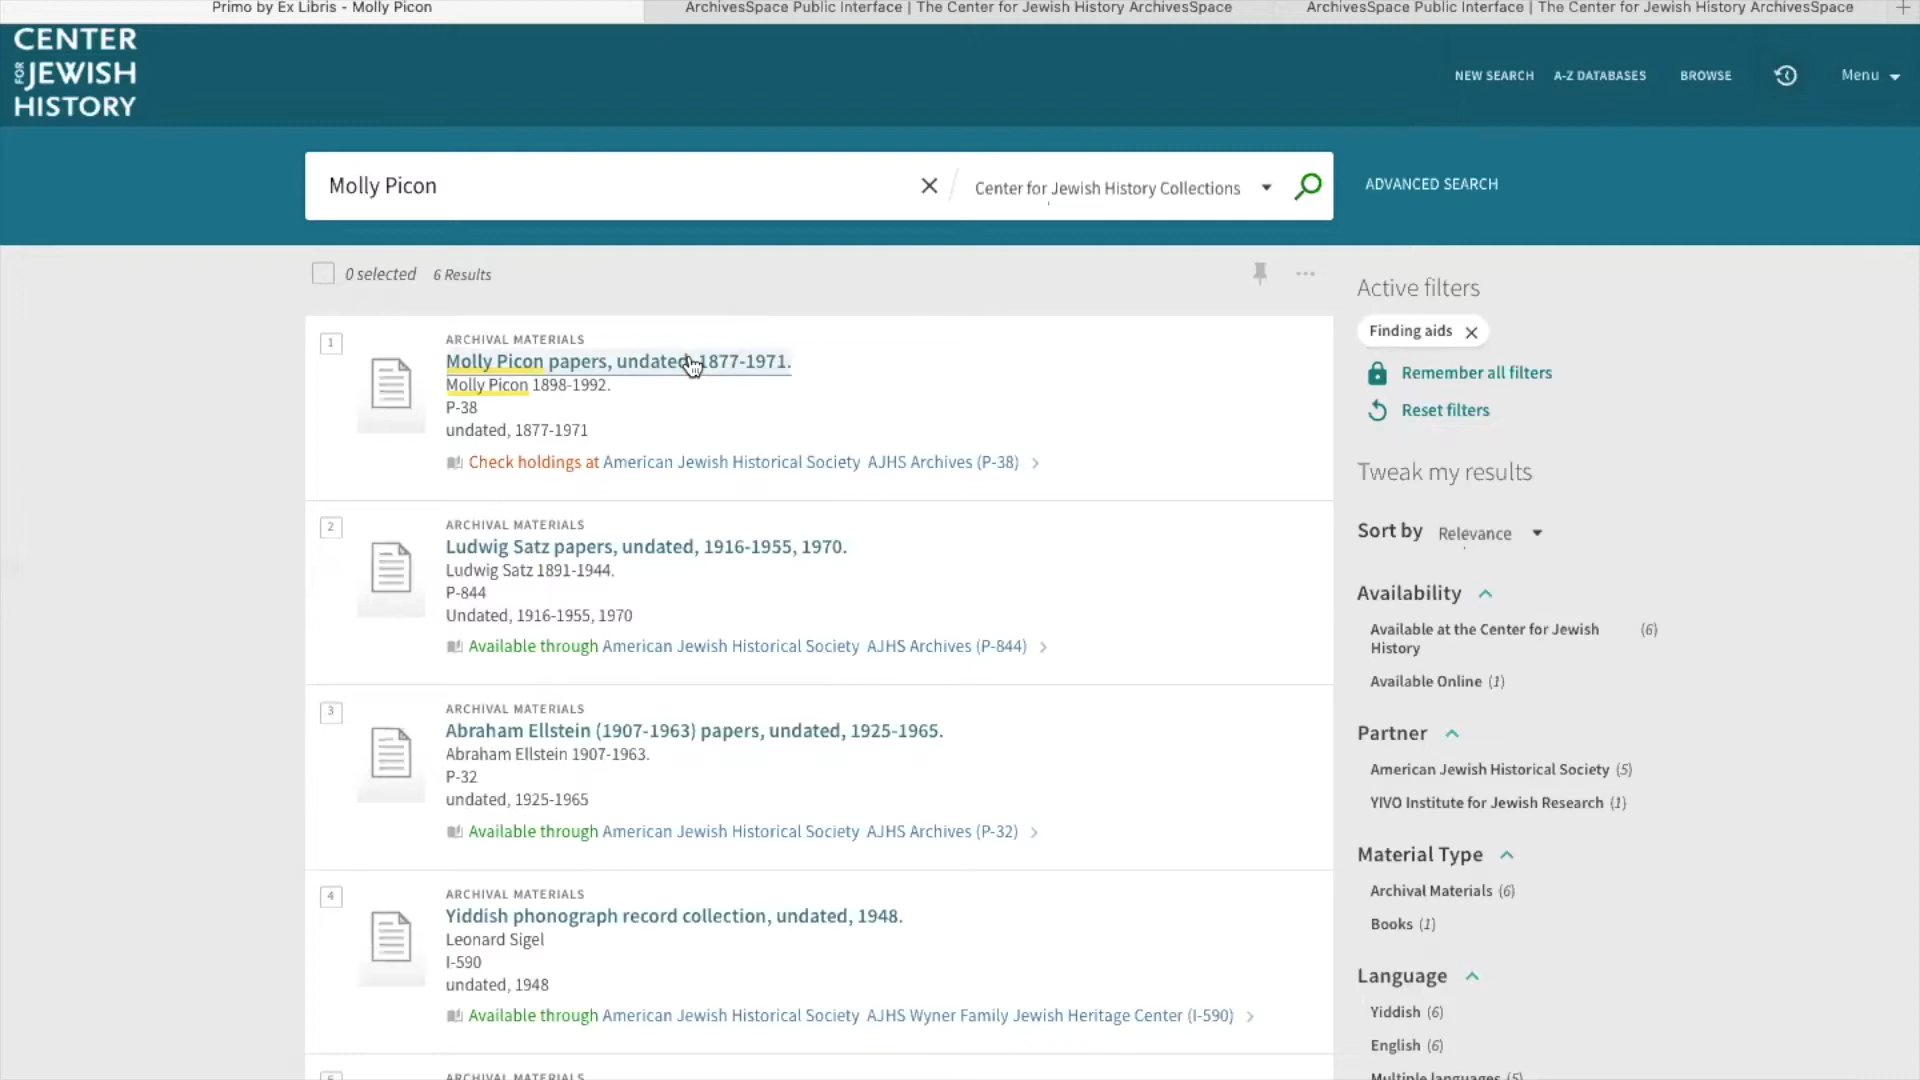 Primo by Ex Libris - Molly Picon
ArchivesSpace Public Interface | The Center for Jewish History ArchivesSpace
ArchivesSpace Public Interface | The Center for Jewish History ArchivesSpace
CENTER
FOR JEWISH
HISTORY
NEW SEARCH
A-Z DATABASES
BROWSE
Menu
Molly Picon
Center for Jewish History Collections
ADVANCED SEARCH
0 selected
6 Results
1
ARCHIVAL MATERIALS
Molly Picon papers, undated, 1877-1971.
Molly Picon 1898-1992.
P-38
undated, 1877-1971
Check holdings at American Jewish Historical Society AJHS Archives (P-38)
2
ARCHIVAL MATERIALS
Ludwig Satz papers, undated, 1916-1955, 1970.
Ludwig Satz 1891-1944.
P-844
Undated, 1916-1955, 1970
Available through American Jewish Historical Society AJHS Archives (P-844)
3
ARCHIVAL MATERIALS
Abraham Ellstein (1907-1963) papers, undated, 1925-1965.
Abraham Ellstein 1907-1963.
P-32
undated, 1925-1965
Available through American Jewish Historical Society AJHS Archives (P-32)
4
ARCHIVAL MATERIALS
Yiddish phonograph record collection, undated, 1948.
Leonard Sigel
I-590
undated, 1948
Available through American Jewish Historical Society AJHS Wyner Family Jewish Heritage Center (I-590)
5
ARCHIVAL MATERIALS
Active filters
Finding aids
Remember all filters
Reset filters
Tweak my results
Sort by Relevance
Availability
Available at the Center for Jewish (6)
History
Available Online (1)
Partner
American Jewish Historical Society (5)
YIVO Institute for Jewish Research (1)
Material Type
Archival Materials (6)
Books (1)
Language
Yiddish (6)
English (6)
Multiple languages (5)